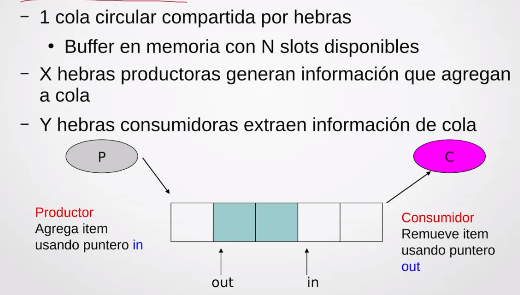 – 1 cola circular compartida por hebras
• Buffer en memoria con N slots disponibles
– X hebras productoras generan información que agregan
a cola
– Y hebras consumidoras extraen información de cola
P
C
Productor
Agrega item
usando puntero in
Consumidor
Remueve item
usando puntero
out
out
in